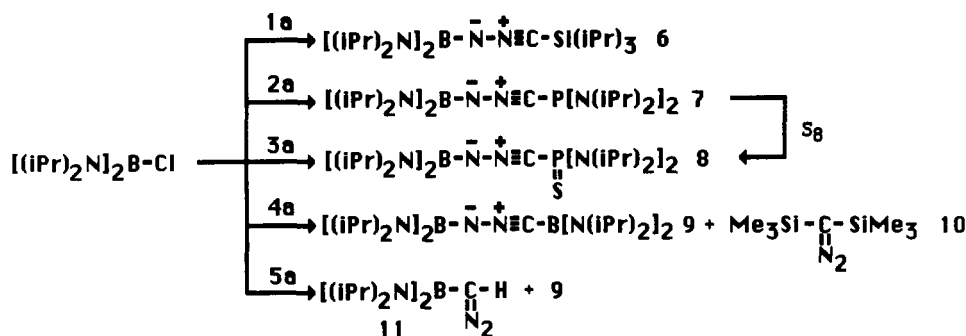 1a [(iPr)₂N]₂B-N̄-N⁺≡C-Si(iPr)₃ 6
2a [(iPr)₂N]₂B-N̄-N⁺≡C-P[N(iPr)₂]₂ 7
S₈
[(iPr)₂N]₂B-Cl 3a [(iPr)₂N]₂B-N̄-N⁺≡C-P[N(iPr)₂]₂ 8
S
4a [(iPr)₂N]₂B-N̄-N⁺≡C-B[N(iPr)₂]₂ 9 + Me₃Si-C-SiMe₃ 10
N₂
5a [(iPr)₂N]₂B-C-H + 9
N₂
11